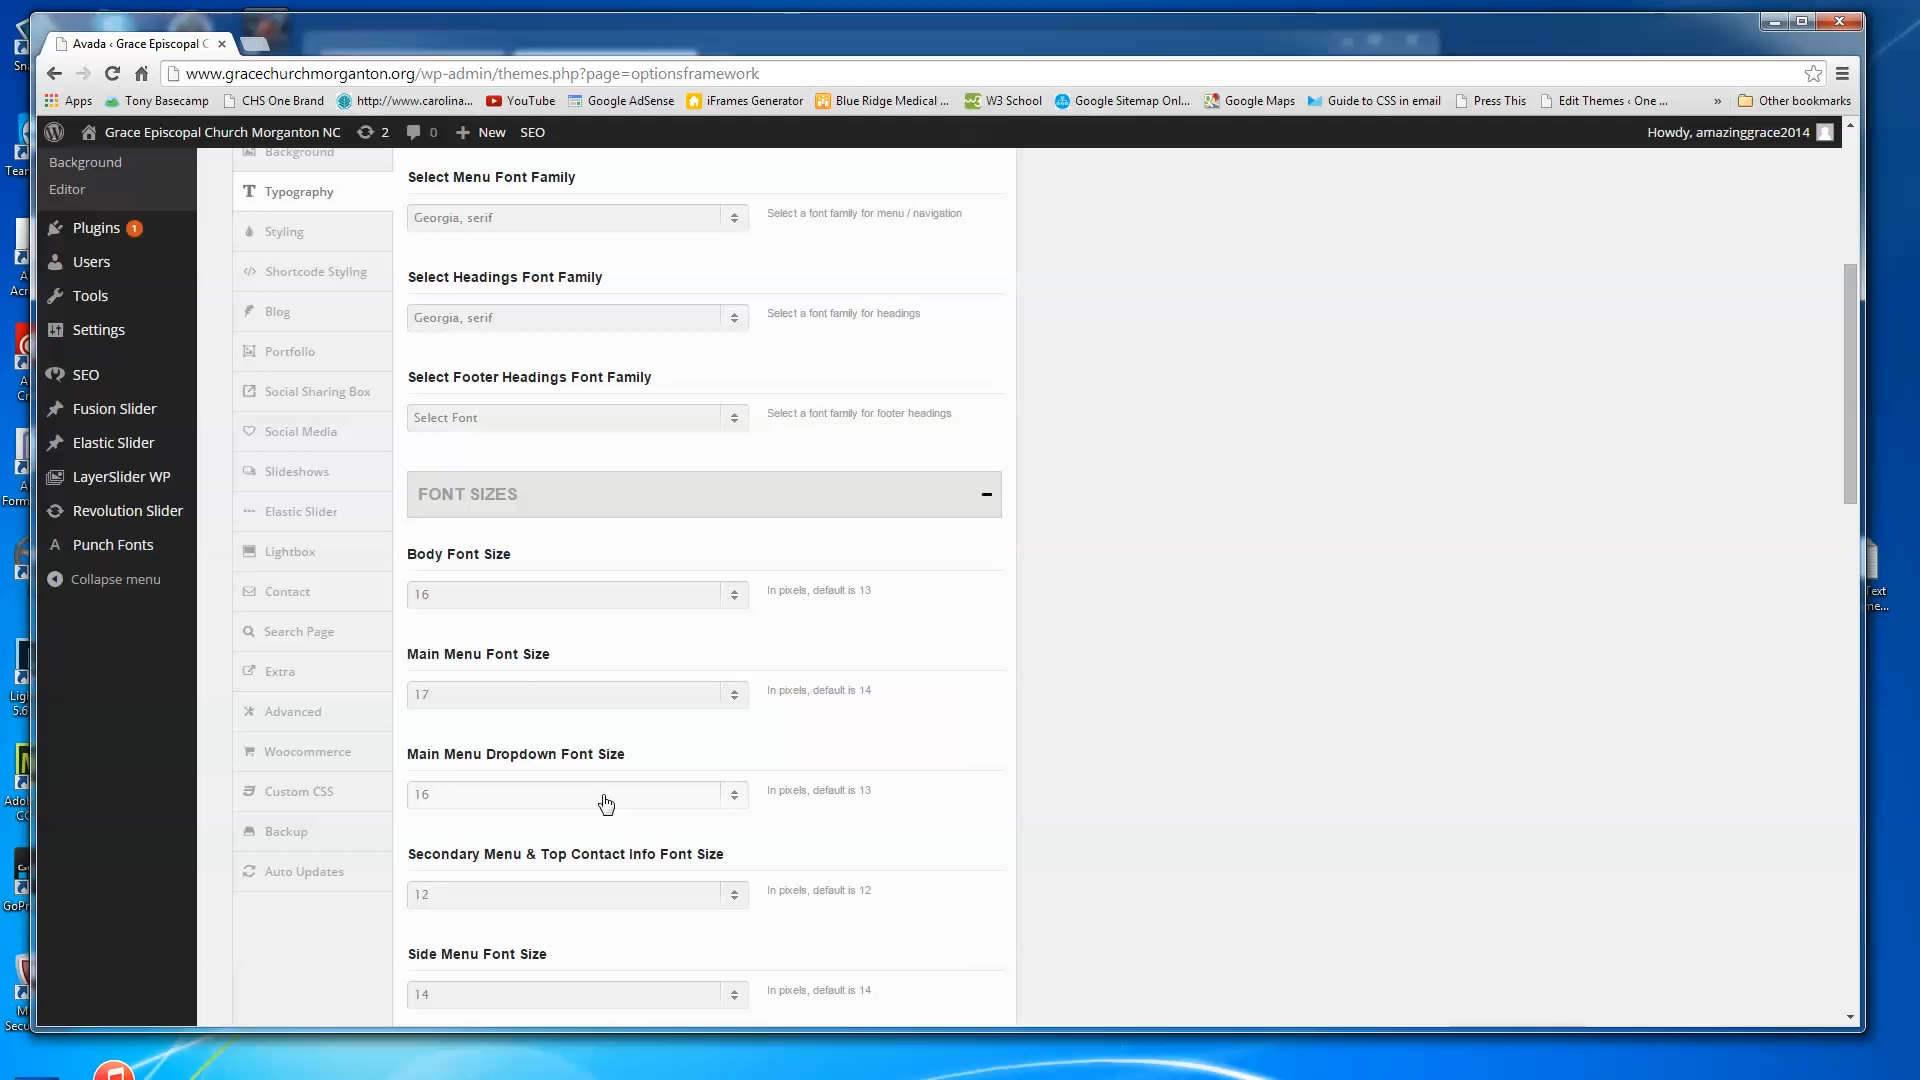 Avada ‹ Grace Episcopal C
www.gracechurchmorganton.org/wp-admin/themes.php?page=optionsframework
Apps Tony Basecamp CHS One Brand http://www.carolina... YouTube Google AdSense iFrames Generator Blue Ridge Medical ... W3 School Google Sitemap Onl... Google Maps Guide to CSS in email Press This Edit Themes ‹ One ... » Other bookmarks
Grace Episcopal Church Morganton NC 2 0 New SEO Howdy, amazinggrace2014
Background
Editor
Plugins 1
Users
Tools
Settings
SEO
Fusion Slider
Elastic Slider
LayerSlider WP
Revolution Slider
Punch Fonts
Collapse menu
Background
Typography
Styling
Shortcode Styling
Blog
Portfolio
Social Sharing Box
Social Media
Slideshows
Elastic Slider
Lightbox
Contact
Search Page
Extra
Advanced
Woocommerce
Custom CSS
Backup
Auto Updates
Select Menu Font Family
Georgia, serif Select a font family for menu / navigation
Select Headings Font Family
Georgia, serif Select a font family for headings
Select Footer Headings Font Family
Select Font Select a font family for footer headings
FONT SIZES
Body Font Size
16 In pixels, default is 13
Main Menu Font Size
17 In pixels, default is 14
Main Menu Dropdown Font Size
16 In pixels, default is 13
Secondary Menu & Top Contact Info Font Size
12 In pixels, default is 12
Side Menu Font Size
14 In pixels, default is 14